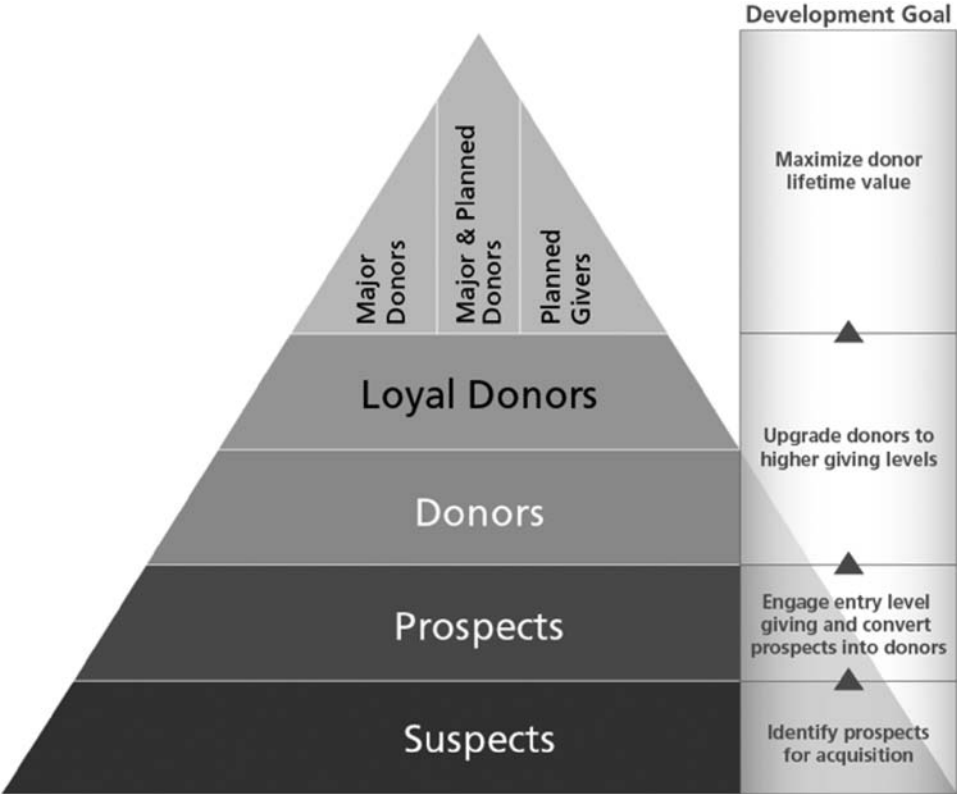 Development Goal
Major
Donors
Major & Planned
Donors
Planned
Givers
Maximize donor
lifetime value
Loyal Donors
Upgrade donors to
higher giving levels
Donors
Prospects
Engage entry level
giving and convert
prospects into donors
Suspects
Identify prospects
for acquisition